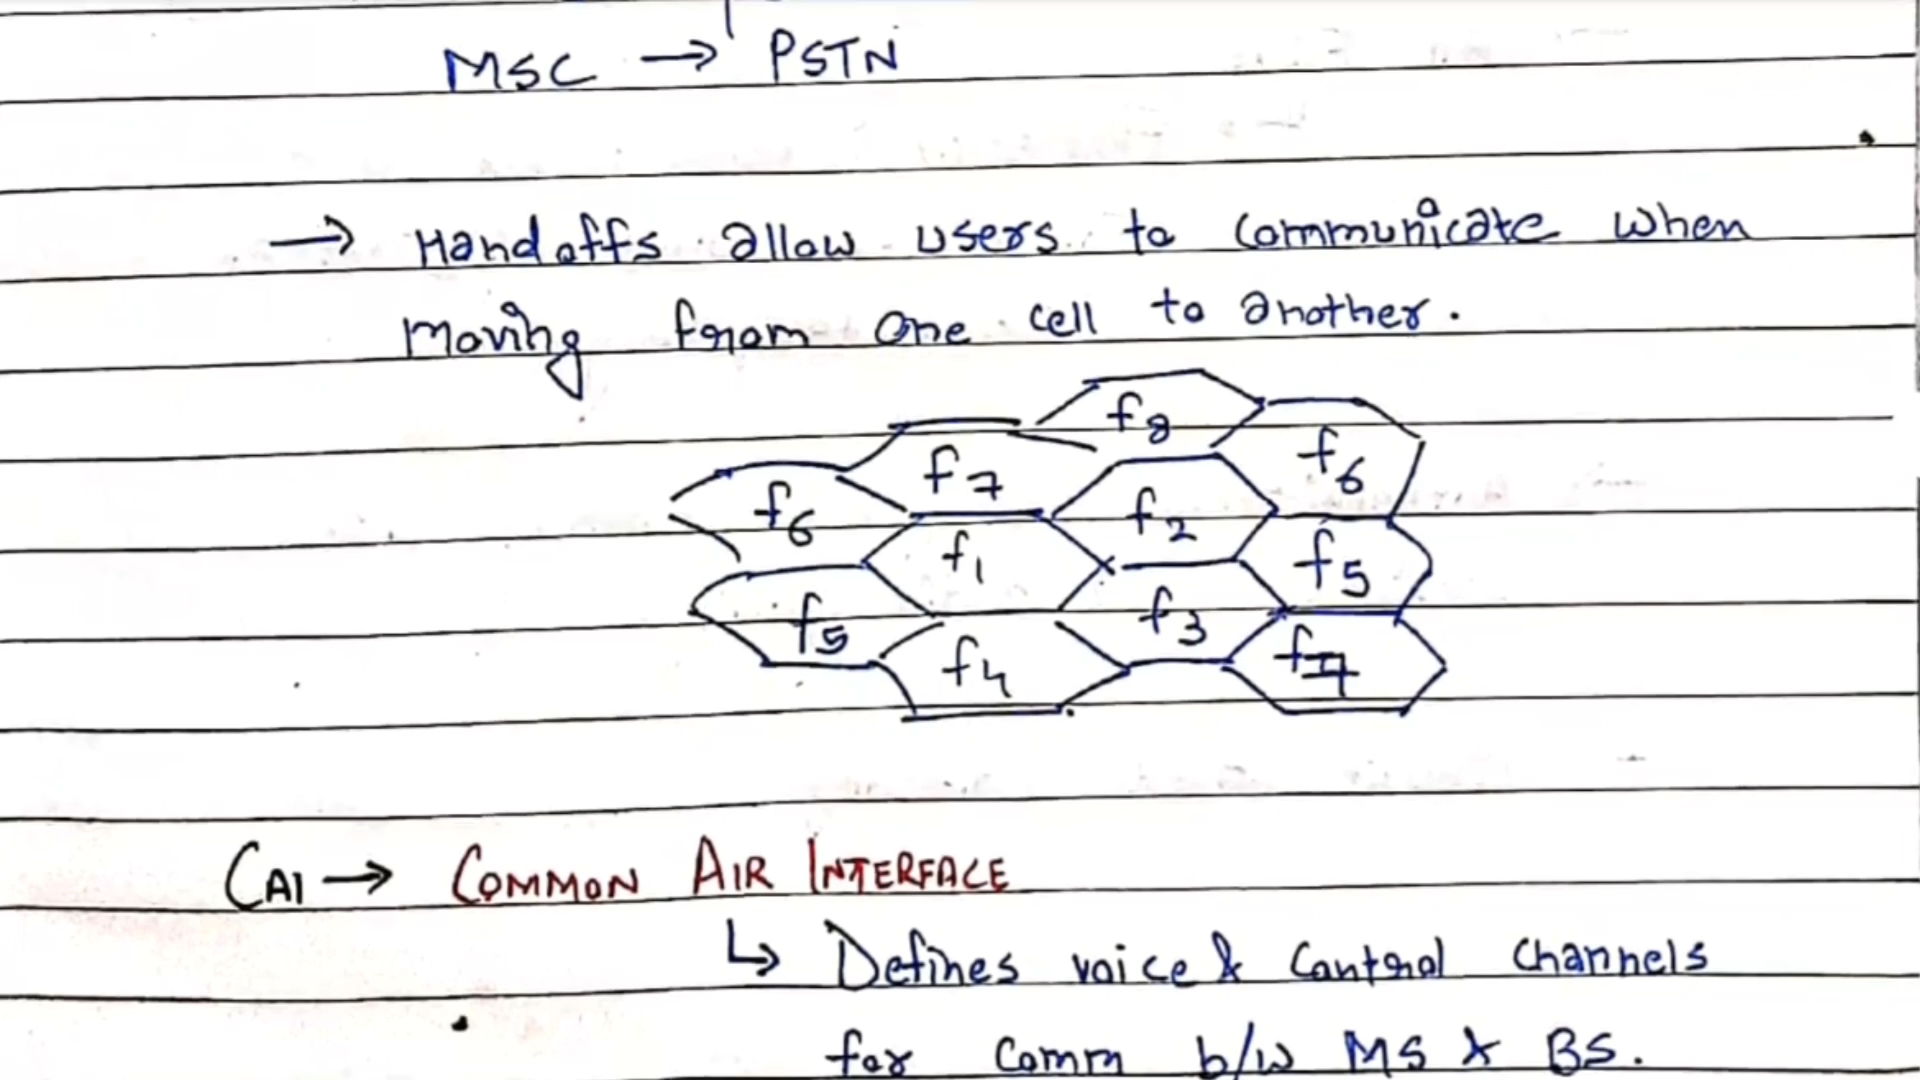 MSC → PSTN
→ Handoffs allow users to communicate when
moving from one cell to another.
f8
f7 f6
f6 f2
f1 f5
f5 f3
f4 f7
CAI → COMMON AIR INTERFACE
↳ Defines voice & control channels
for comm b/w MS & BS.